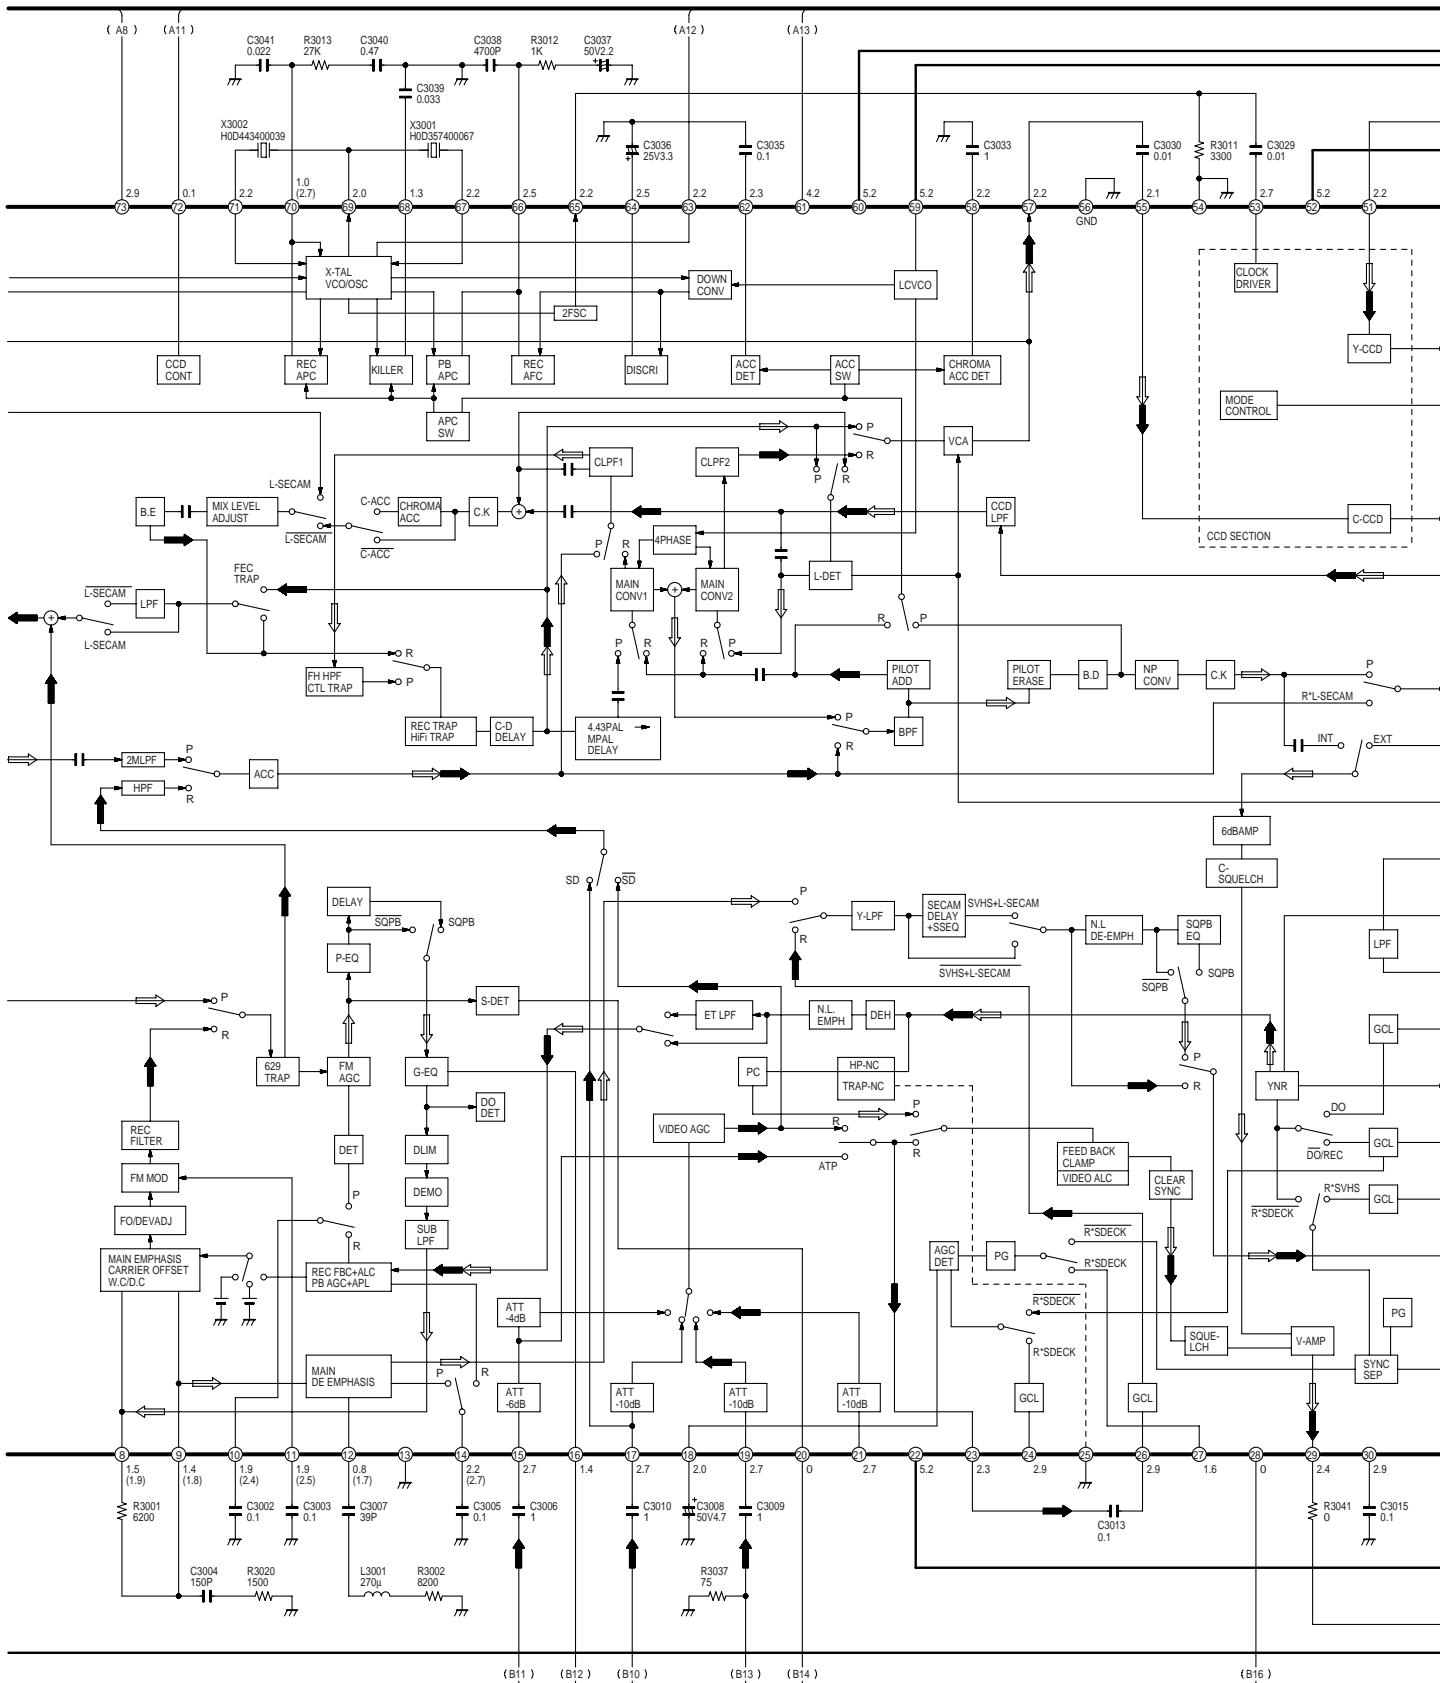 ( A8 )
( A11 )
( A12 )
( A13 )
C3041
0.022
R3013
27K
C3040
0.47
C3038
4700P
R3012
1K
C3037
50V2.2
C3039
0.033
X3002
H0D443400039
X3001
H0D357400067
C3036
25V3.3
C3035
0.1
C3033
1
C3030
0.01
R3011
3300
C3029
0.01
2.9
0.1
2.2
1.0
(2.7)
2.0
1.3
2.2
2.5
2.2
2.5
2.2
2.3
4.2
5.2
5.2
2.2
2.2
2.1
2.7
5.2
2.2
73
72
71
70
69
68
67
66
65
64
63
62
61
60
59
58
57
56
55
54
53
52
51
GND
X-TAL
VCO/OSC
DOWN
CONV
LCVCO
CLOCK
DRIVER
2FSC
CCD
CONT
REC
APC
KILLER
PB
APC
REC
AFC
DISCRI
ACC
DET
ACC
SW
CHROMA
ACC DET
Y-CCD
MODE
CONTROL
APC
SW
P
R
VCA
CLPF1
CLPF2
P
R
L-SECAM
C-ACC
B.E
MIX LEVEL
ADJUST
CHROMA
ACC
C.K
+
CCD
LPF
C-CCD
CCD SECTION
L-SECAM
C-ACC
P
R
4PHASE
FEC
TRAP
L-SECAM
LPF
MAIN
CONV1
+
MAIN
CONV2
L-DET
+
L-SECAM
R
P
P
R
R
P
R
P
FH HPF
CTL TRAP
PILOT
ADD
PILOT
ERASE
B.D
NP
CONV
C.K
P
R*L-SECAM
REC TRAP
HiFi TRAP
C-D
DELAY
4.43PAL
MPAL
DELAY
P
R
BPF
INT
EXT
2MLPF
P
R
ACC
HPF
6dBAMP
C-
SQUELCH
SD
SD
DELAY
SQPB
SQPB
P
R
Y-LPF
SECAM
DELAY
+SSEQ
SVHS+L-SECAM
SVHS+L-SECAM
N.L
DE-EMPH
SQPB
EQ
LPF
P-EQ
SQPB
SQPB
S-DET
P
R
ET LPF
N.L.
EMPH
DEH
GCL
629
TRAP
FM
AGC
G-EQ
PC
HP-NC
TRAP-NC
P
R
YNR
DO
DET
REC
FILTER
DET
DLIM
VIDEO AGC
R
P
R
ATP
FEED BACK
CLAMP
VIDEO ALC
DO
DO/REC
GCL
FM MOD
DEMO
CLEAR
SYNC
R*SDECK
R*SVHS
GCL
FO/DEVADJ
P
R
SUB
LPF
MAIN EMPHASIS
CARRIER OFFSET
W.C/D.C
REC FBC+ALC
PB AGC+APL
AGC
DET
PG
R*SDECK
R*SDECK
ATT
-4dB
R*SDECK
R*SDECK
SQUE-
LCH
V-AMP
PG
SYNC
SEP
MAIN
DE EMPHASIS
P
R
ATT
-6dB
ATT
-10dB
ATT
-10dB
ATT
-10dB
GCL
GCL
8
9
10
11
12
13
14
15
16
17
18
19
20
21
22
23
24
25
26
27
28
29
30
1.5
(1.9)
1.4
(1.8)
1.9
(2.4)
1.9
(2.5)
0.8
(1.7)
2.2
(2.7)
2.7
1.4
2.7
2.0
2.7
0
2.7
5.2
2.3
2.9
2.9
1.6
0
2.4
2.9
R3001
6200
C3002
0.1
C3003
0.1
C3007
39P
C3005
0.1
C3006
1
C3010
1
C3008
50V4.7
C3009
1
C3013
0.1
R3041
0
C3015
0.1
C3004
150P
R3020
1500
L3001
270µ
R3002
8200
R3037
75
( B11 )
( B12 )
( B10 )
( B13 )
( B14 )
( B16 )